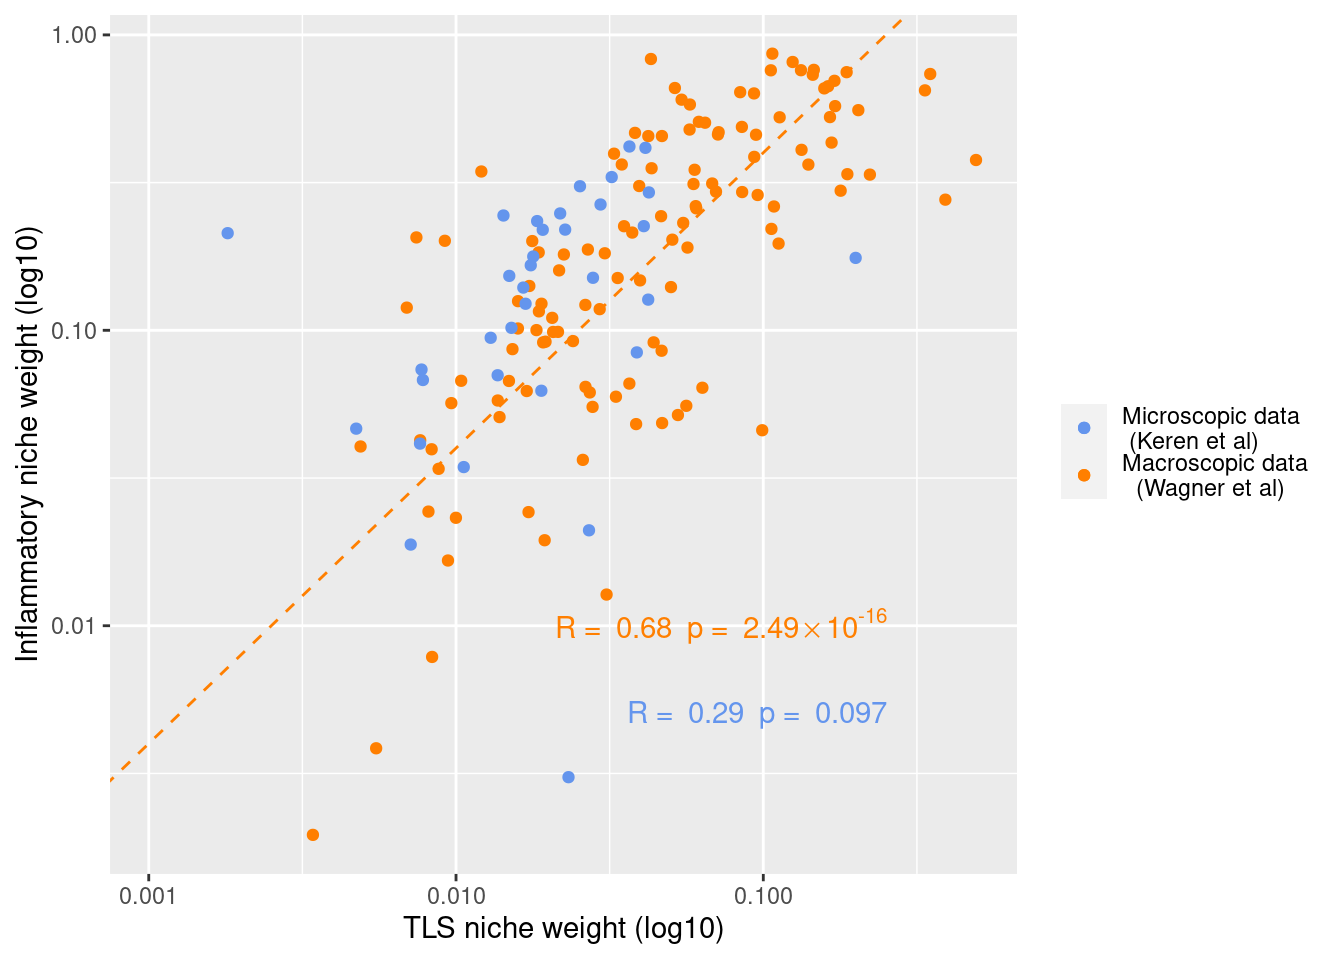 1.00
0.10
0.01
Inflammatory niche weight (log10)
R = 0.68 p = 2.49×10⁻¹⁶
R = 0.29 p = 0.097
0.001
0.010
0.100
TLS niche weight (log10)
Microscopic data
(Keren et al)
Macroscopic data
(Wagner et al)